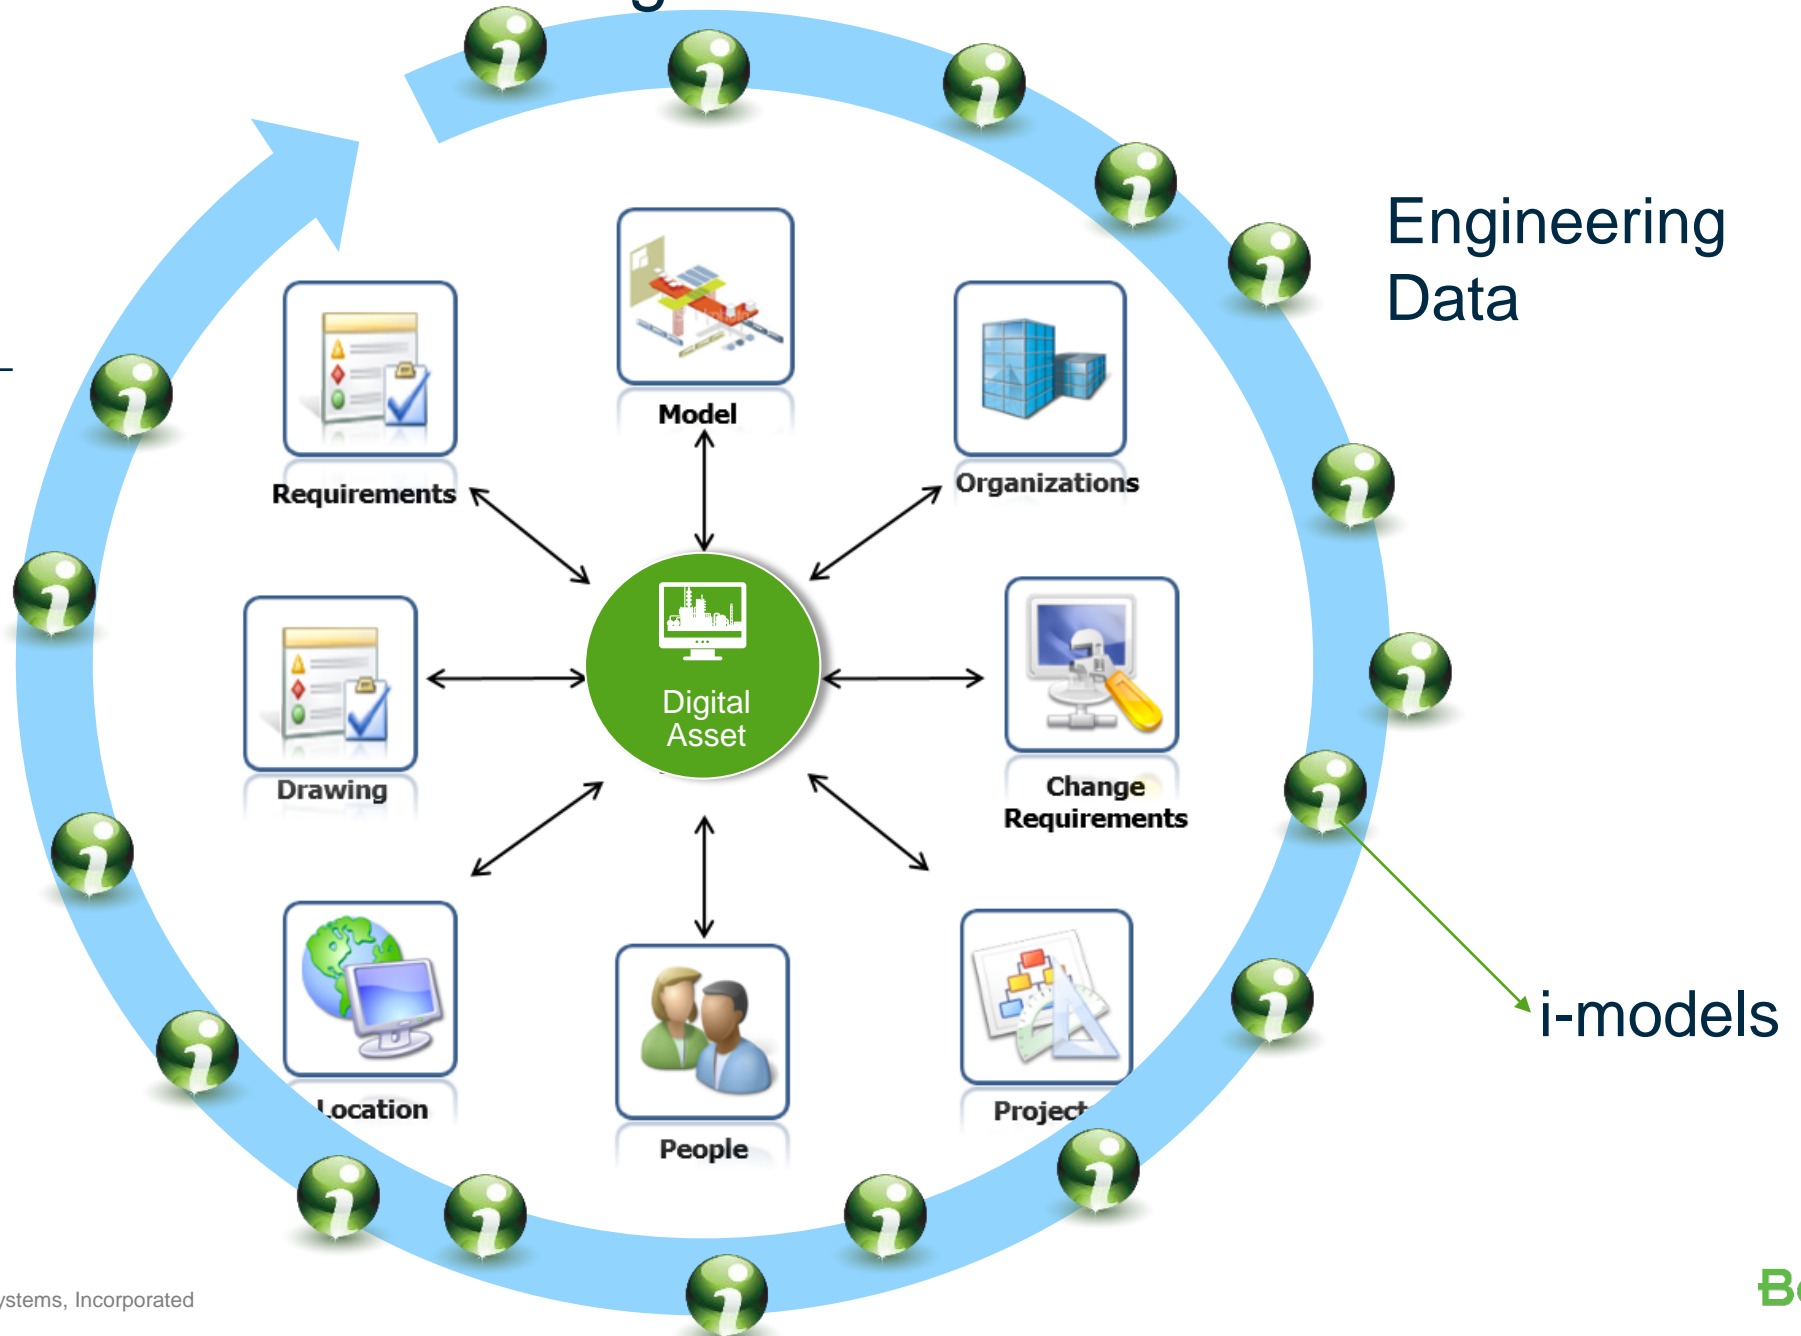 Engineering
Data
Model
Requirements
Organizations
Digital
Asset
Drawing
Change
Requirements
i-models
Location
Project
People
ystems, Incorporated